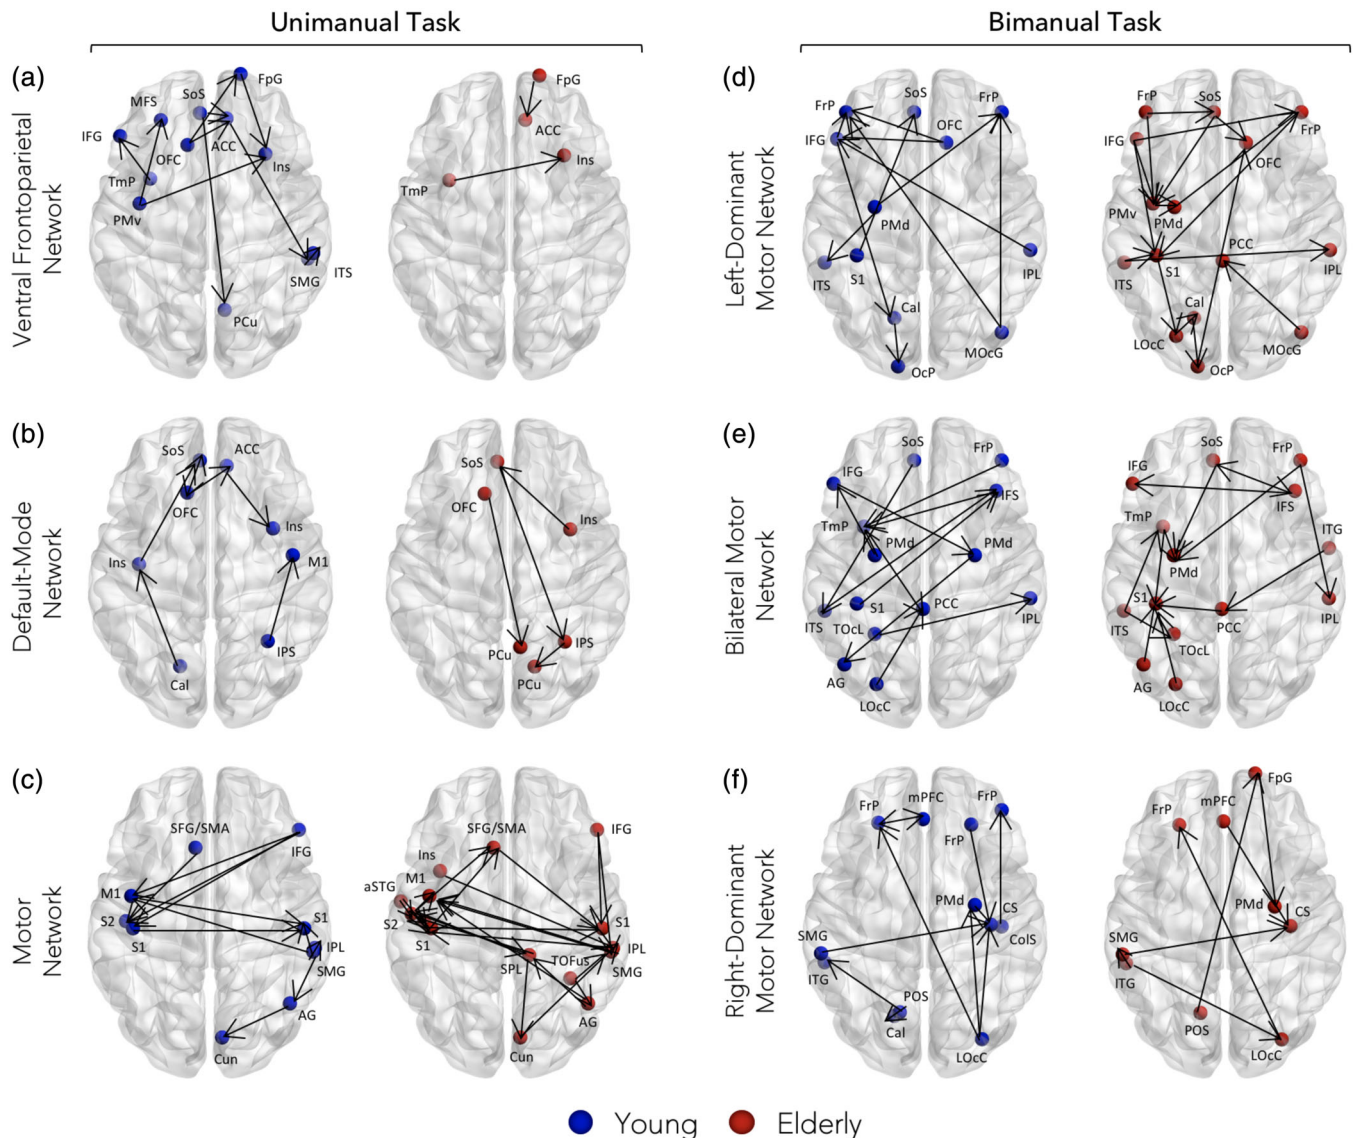 Unimanual Task
Bimanual Task
(a)
Ventral Frontoparietal
Network
FpG
SoS
MFS
IFG
OFC
ACC
Ins
TmP
PMv
SMG
ITS
PCu
FpG
ACC
Ins
TmP
(b)
Default-Mode
Network
SoS
ACC
OFC
Ins
Ins
M1
IPS
Cal
SoS
OFC
Ins
IPS
PCu
PCu
(c)
Motor
Network
SFG/SMA
IFG
M1
S2
S1
S1
IPL
SMG
AG
Cun
SFG/SMA
IFG
Ins
M1
aSTG
S2
S1
S1
IPL
SPL
TOFus
SMG
AG
Cun
(d)
Left-Dominant
Motor Network
FrP
SoS
FrP
IFG
OFC
PMd
ITS
S1
IPL
Cal
MOcG
OcP
FrP
SoS
FrP
IFG
OFC
PMv
PMd
PCC
ITS
S1
IPL
Cal
LOcC
MOcG
OcP
(e)
Bilateral Motor
Network
SoS
FrP
IFG
IFS
TmP
PMd
PMd
S1
PCC
ITS
TOcL
IPL
AG
LOcC
SoS
FrP
IFG
IFS
TmP
ITG
PMd
S1
ITS
PCC
IPL
TOcL
AG
LOcC
(f)
Right-Dominant
Motor Network
FrP
mPFC
FrP
FrP
PMd
CS
ColS
SMG
ITG
POS
Cal
LOcC
FpG
FrP
mPFC
PMd
CS
SMG
ITG
POS
LOcC
Young
Elderly